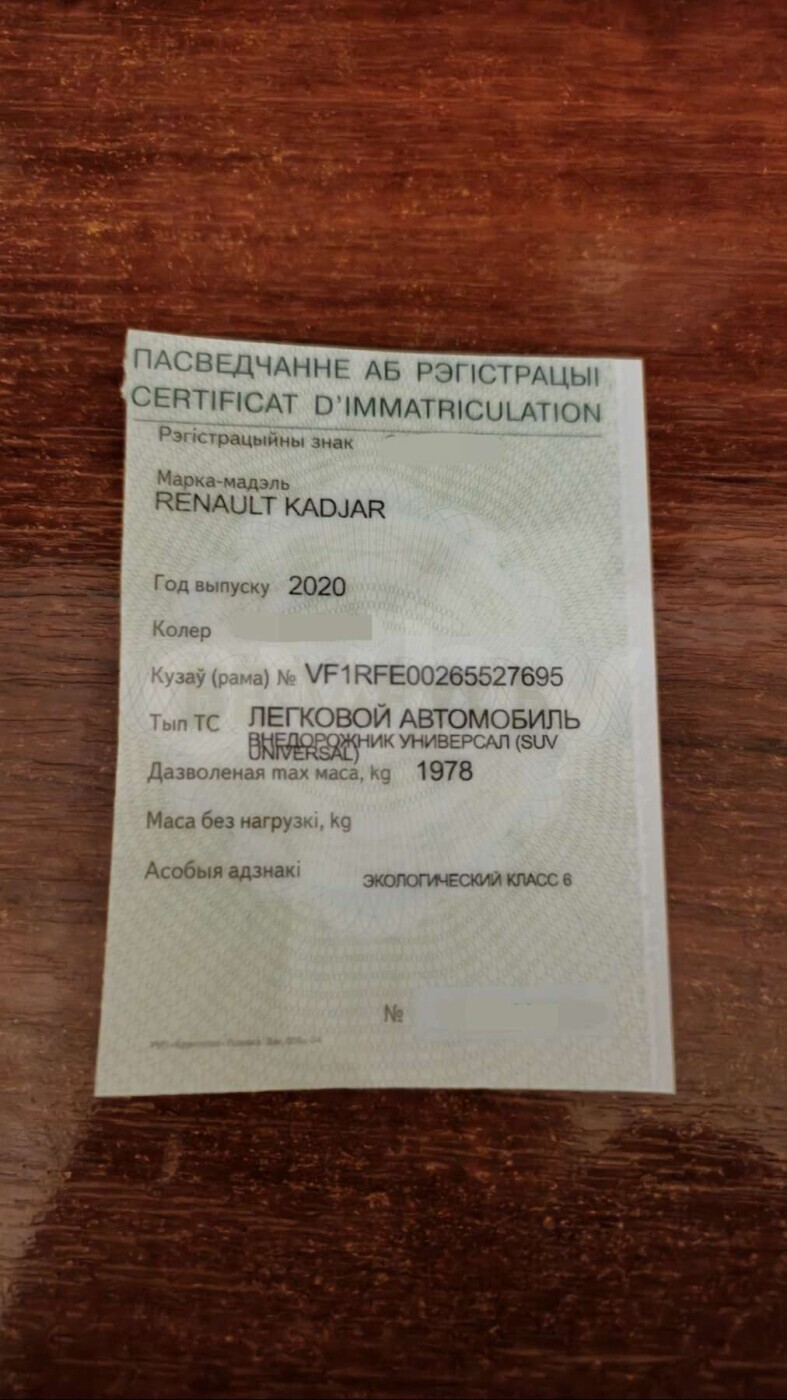 ПАСВЕДЧАННЕ АБ РЭГІСТРАЦЫІ
CERTIFICAT D'IMMATRICULATION
Рэгістрацыйны знак
Марка-мадэль
RENAULT KADJAR
Год выпуску 2020
Колер
Кузаў (рама) № VF1RFE00265527695
Тып ТС ЛЕГКОВОЙ АВТОМОБИЛЬ
ВНЕДОРОЖНИК УНИВЕРСАЛ (SUV
UNIVERSAL)
Дазволеная max маса, kg 1978
Маса без нагрузкі, kg
Асобыя адзнакі
ЭКОЛОГИЧЕСКИЙ КЛАСС 6
№